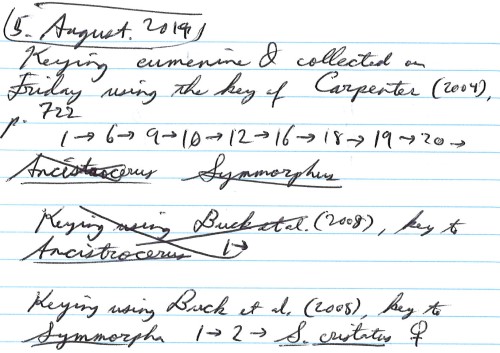 (5. August. 2019)
Keying eumenine & collected on
Friday using the key of Carpenter (2004),
p. 722
1 → 6 → 9 → 10 → 12 → 16 → 18 → 19 → 20 →
Ancistrocerus Symmorphus
Keying using Buck et al. (2008), key to
Ancistrocerus 1→
Keying using Buck et al. (2008), key to
Symmorphus 1 → 2 → S. cristatus ♀